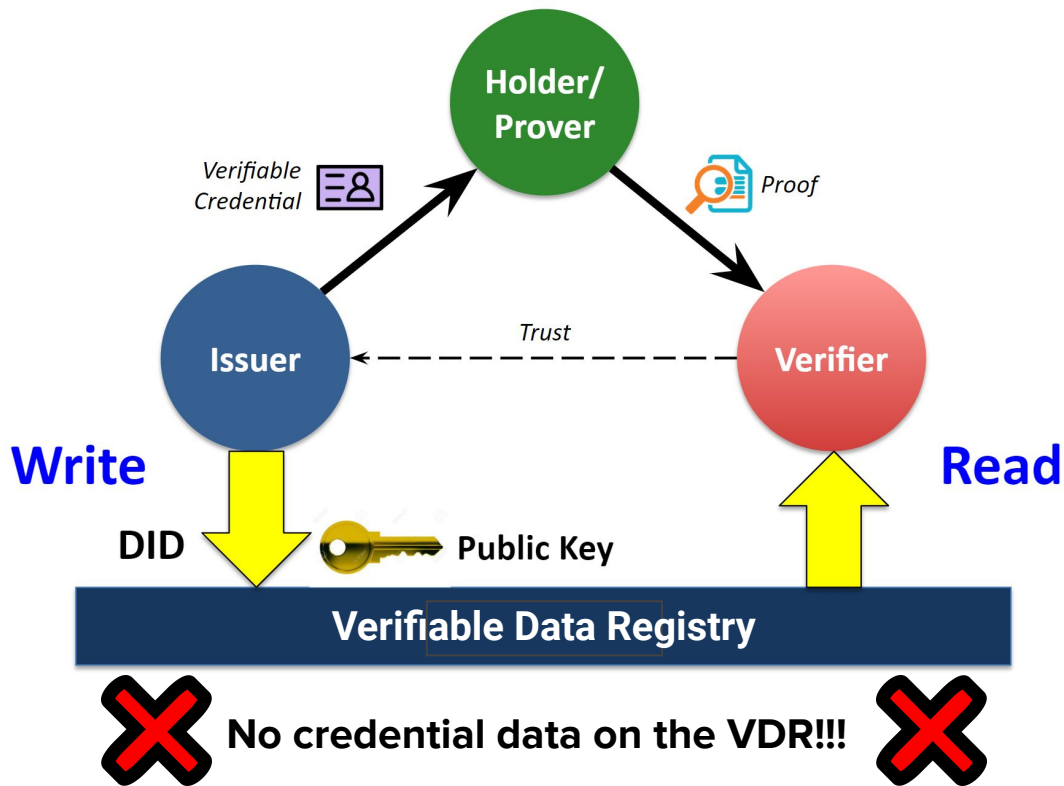 Holder/
Prover
Verifiable
Credential
Proof
Trust
Issuer
Verifier
Write
Read
DID
Public Key
Verifiable Data Registry
No credential data on the VDR!!!